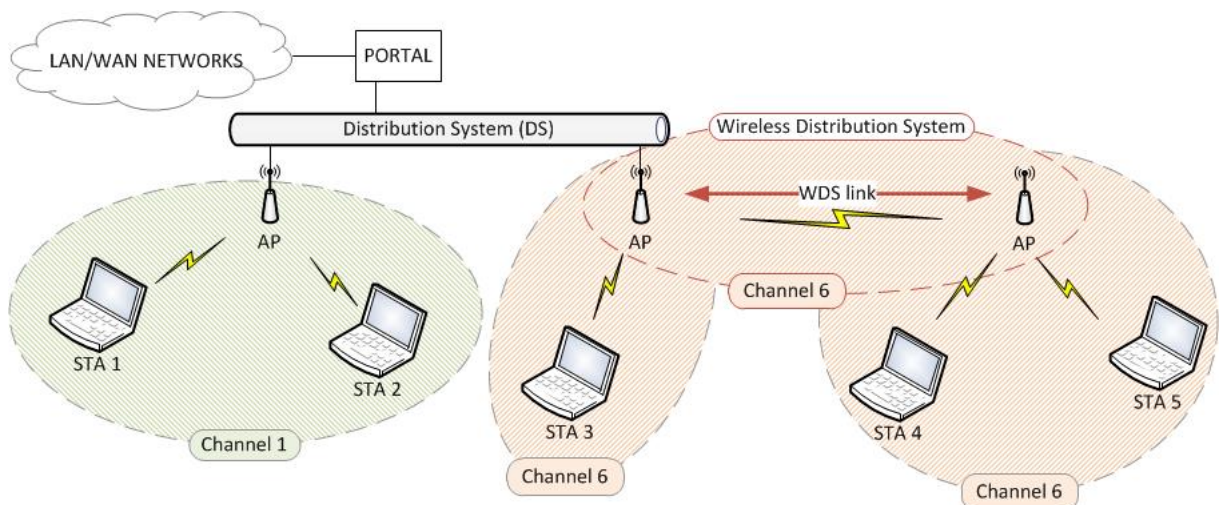 LAN/WAN NETWORKS
PORTAL
Distribution System (DS)
Wireless Distribution System
WDS link
AP
AP
AP
Channel 6
STA 1
STA 2
STA 3
STA 4
STA 5
Channel 1
Channel 6
Channel 6